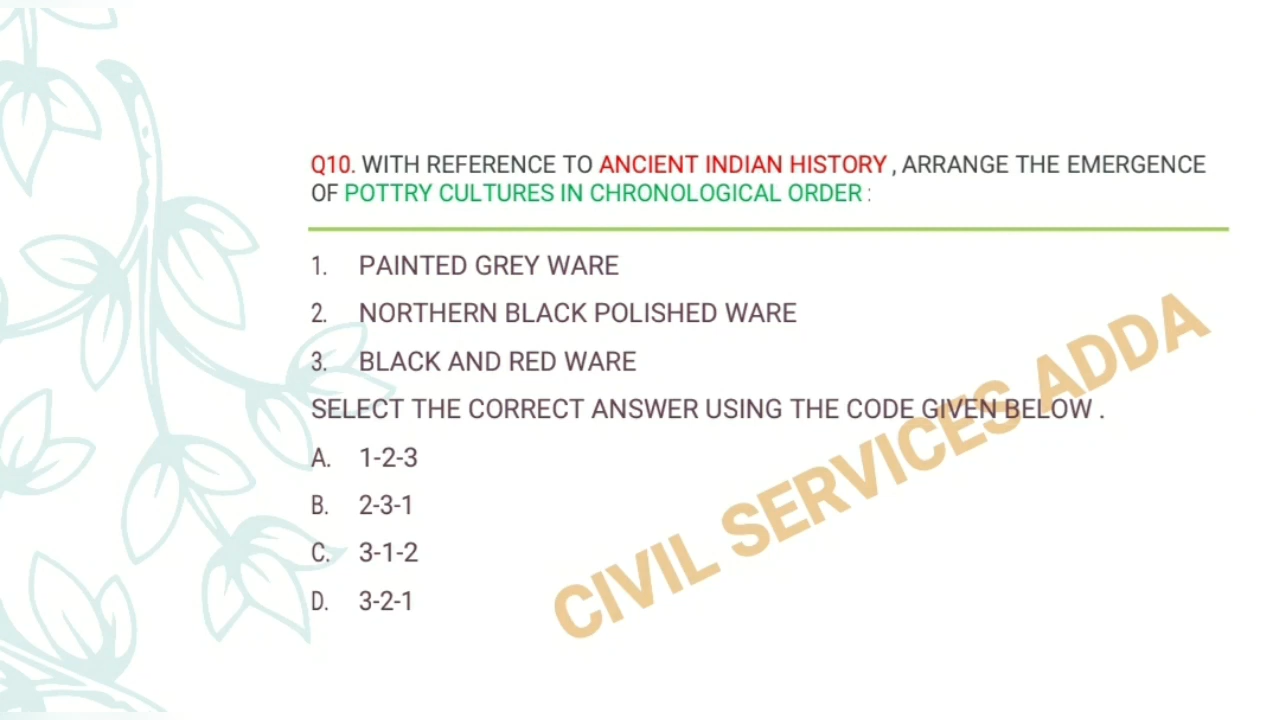 Q10. WITH REFERENCE TO ANCIENT INDIAN HISTORY , ARRANGE THE EMERGENCE
OF POTTRY CULTURES IN CHRONOLOGICAL ORDER :
1. PAINTED GREY WARE
2. NORTHERN BLACK POLISHED WARE
3. BLACK AND RED WARE
SELECT THE CORRECT ANSWER USING THE CODE GIVEN BELOW .
A. 1-2-3
B. 2-3-1
C. 3-1-2
D. 3-2-1
CIVIL SERVICES ADDA